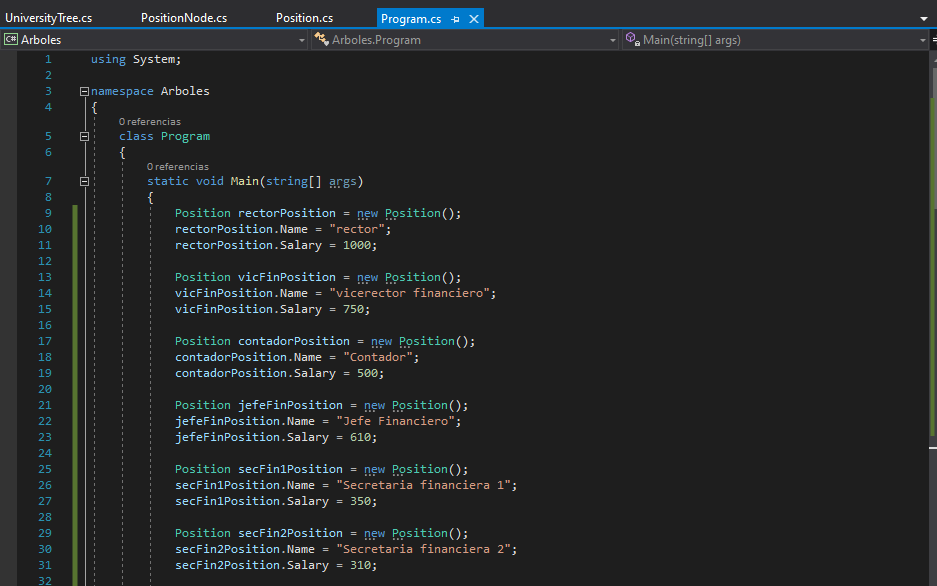 UniversityTree.cs PositionNode.cs Position.cs Program.cs
C# Arboles Arboles.Program Main(string[] args)
1 using System;
2
3 namespace Arboles
4 {
0 referencias
5 class Program
6 {
0 referencias
7 static void Main(string[] args)
8 {
9 Position rectorPosition = new Position();
10 rectorPosition.Name = "rector";
11 rectorPosition.Salary = 1000;
12
13 Position vicFinPosition = new Position();
14 vicFinPosition.Name = "vicerector financiero";
15 vicFinPosition.Salary = 750;
16
17 Position contadorPosition = new Position();
18 contadorPosition.Name = "Contador";
19 contadorPosition.Salary = 500;
20
21 Position jefeFinPosition = new Position();
22 jefeFinPosition.Name = "Jefe Financiero";
23 jefeFinPosition.Salary = 610;
24
25 Position secFin1Position = new Position();
26 secFin1Position.Name = "Secretaria financiera 1";
27 secFin1Position.Salary = 350;
28
29 Position secFin2Position = new Position();
30 secFin2Position.Name = "Secretaria financiera 2";
31 secFin2Position.Salary = 310;
32